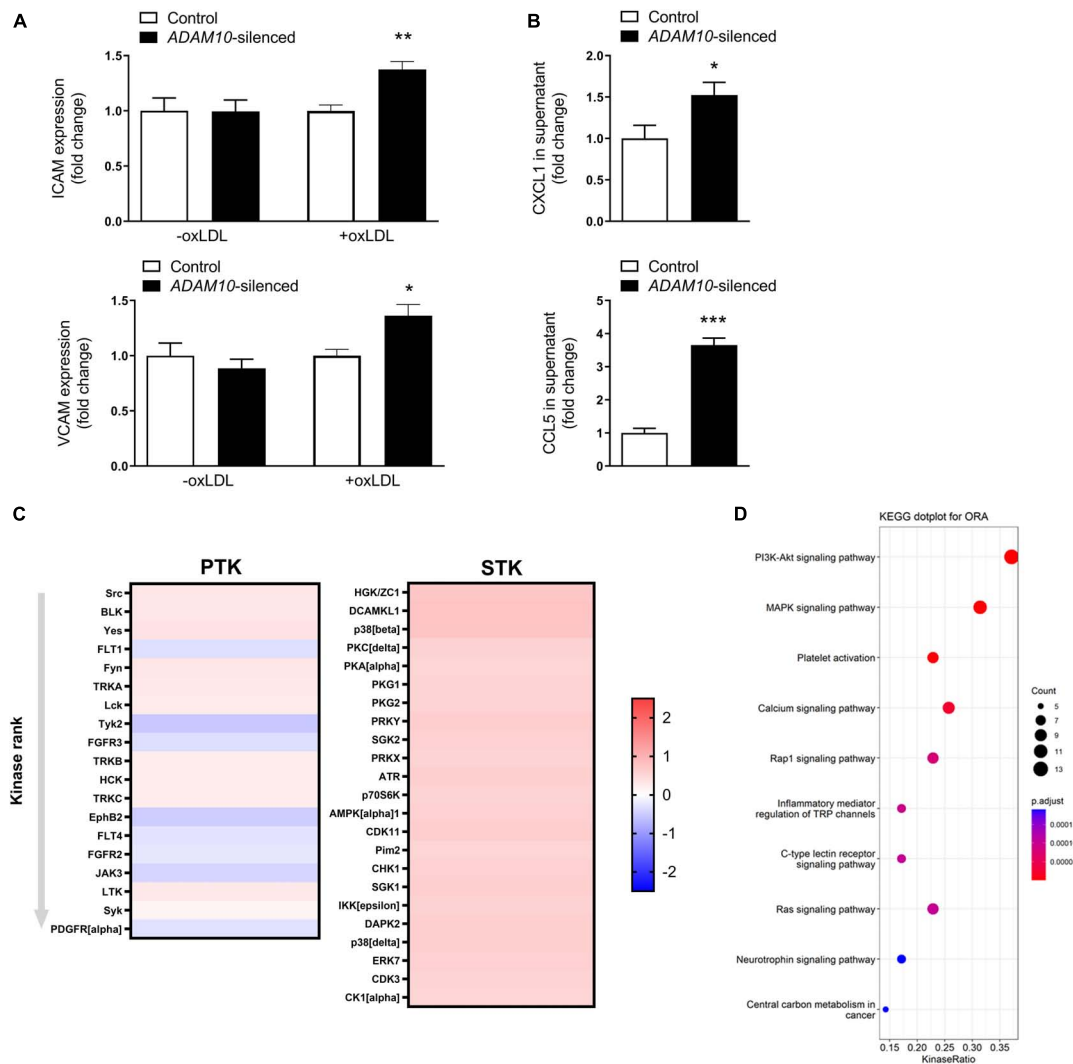 A
Control
ADAM10-silenced
ICAM expression
(fold change)
1.5
1.0
0.5
0.0
**
-oxLDL
+oxLDL
Control
ADAM10-silenced
VCAM expression
(fold change)
1.5
1.0
0.5
0.0
*
-oxLDL
+oxLDL
B
Control
ADAM10-silenced
CXCL1 in supernatant
(fold change)
2.0
1.5
1.0
0.5
0.0
*
Control
ADAM10-silenced
CCL5 in supernatant
(fold change)
5
4
3
2
1
0
***
C
Kinase rank
PTK
Src
BLK
Yes
FLT1
Fyn
TRKA
Lck
Tyk2
FGFR3
TRKB
HCK
TRKC
EphB2
FLT4
FGFR2
JAK3
LTK
Syk
PDGFR[alpha]
STK
HGK/ZC1
DCAMKL1
p38[beta]
PKC[delta]
PKA[alpha]
PKG1
PKG2
PRKY
SGK2
PRKX
ATR
p70S6K
AMPK[alpha]1
CDK11
Pim2
CHK1
SGK1
IKK[epsilon]
DAPK2
p38[delta]
ERK7
CDK3
CK1[alpha]
2
1
0
-1
-2
D
KEGG dotplot for ORA
PI3K-Akt signaling pathway
MAPK signaling pathway
Platelet activation
Calcium signaling pathway
Rap1 signaling pathway
Inflammatory mediator
regulation of TRP channels
C-type lectin receptor
signaling pathway
Ras signaling pathway
Neurotrophin signaling pathway
Central carbon metabolism in
cancer
0.15
0.20
0.25
0.30
0.35
KinaseRatio
Count
5
7
9
11
13
p.adjust
0.0001
0.0001
0.0000